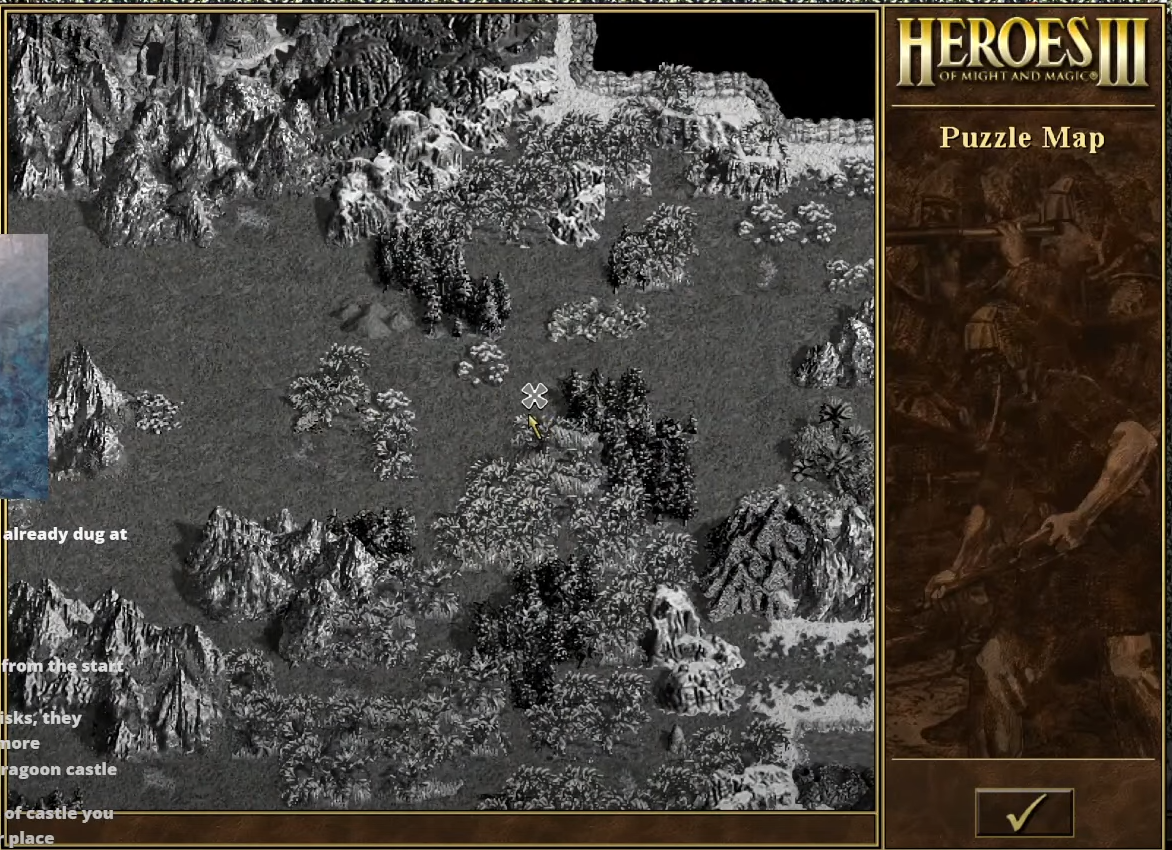 HEROES III
OF MIGHT AND MAGIC®
Puzzle Map
already dug at
from the start
isks, they
more
ragoon castle
of castle you
place